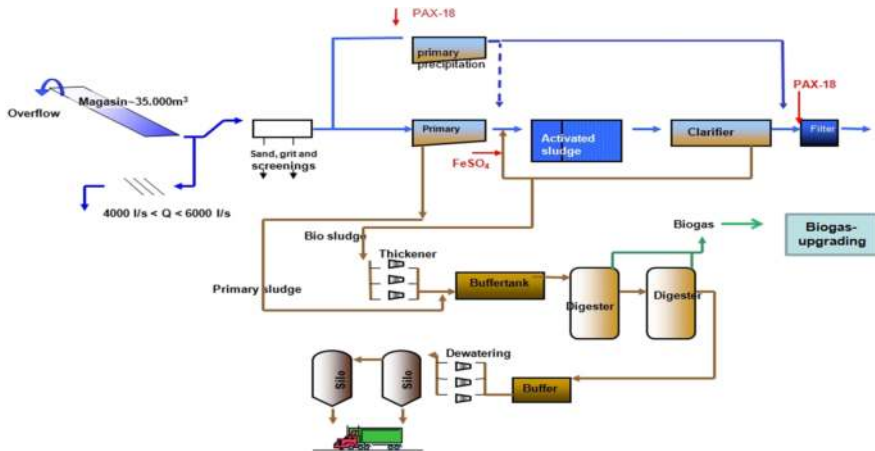 PAX-18
primary
precipitation
Magasin~35.000m³
Overflow
PAX-18
Primary
Activated
sludge
Clarifier
Filter
Sand, grit and
screenings
FeSO₄
4000 l/s < Q < 6000 l/s
Bio sludge
Thickener
Biogas
Biogas-
upgrading
Primary sludge
Buffertank
Digester
Digester
Dewatering
Silo
Silo
Buffer